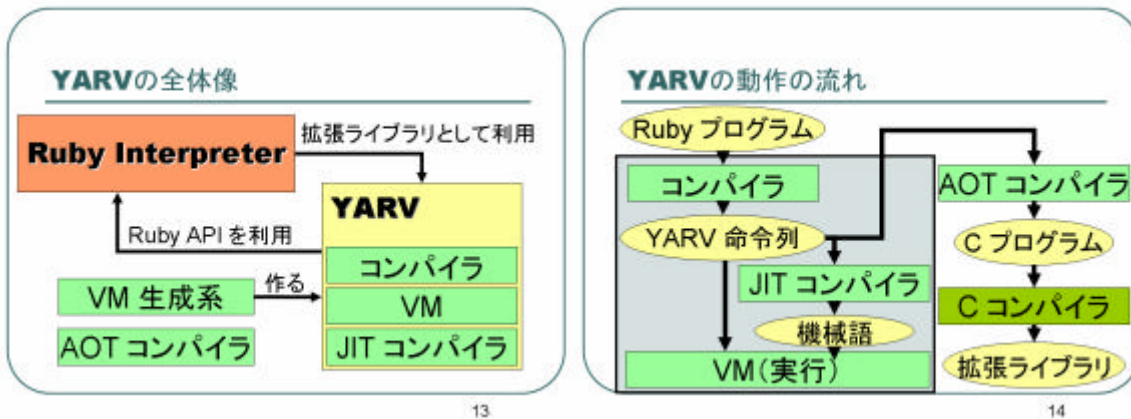 YARVの全体像
Ruby Interpreter
拡張ライブラリとして利用
YARV
Ruby API を利用
コンパイラ
VM 生成系
作る
VM
AOT コンパイラ
JIT コンパイラ
13
YARVの動作の流れ
Ruby プログラム
コンパイラ
AOT コンパイラ
YARV 命令列
C プログラム
JIT コンパイラ
C コンパイラ
機械語
VM(実行)
拡張ライブラリ
14